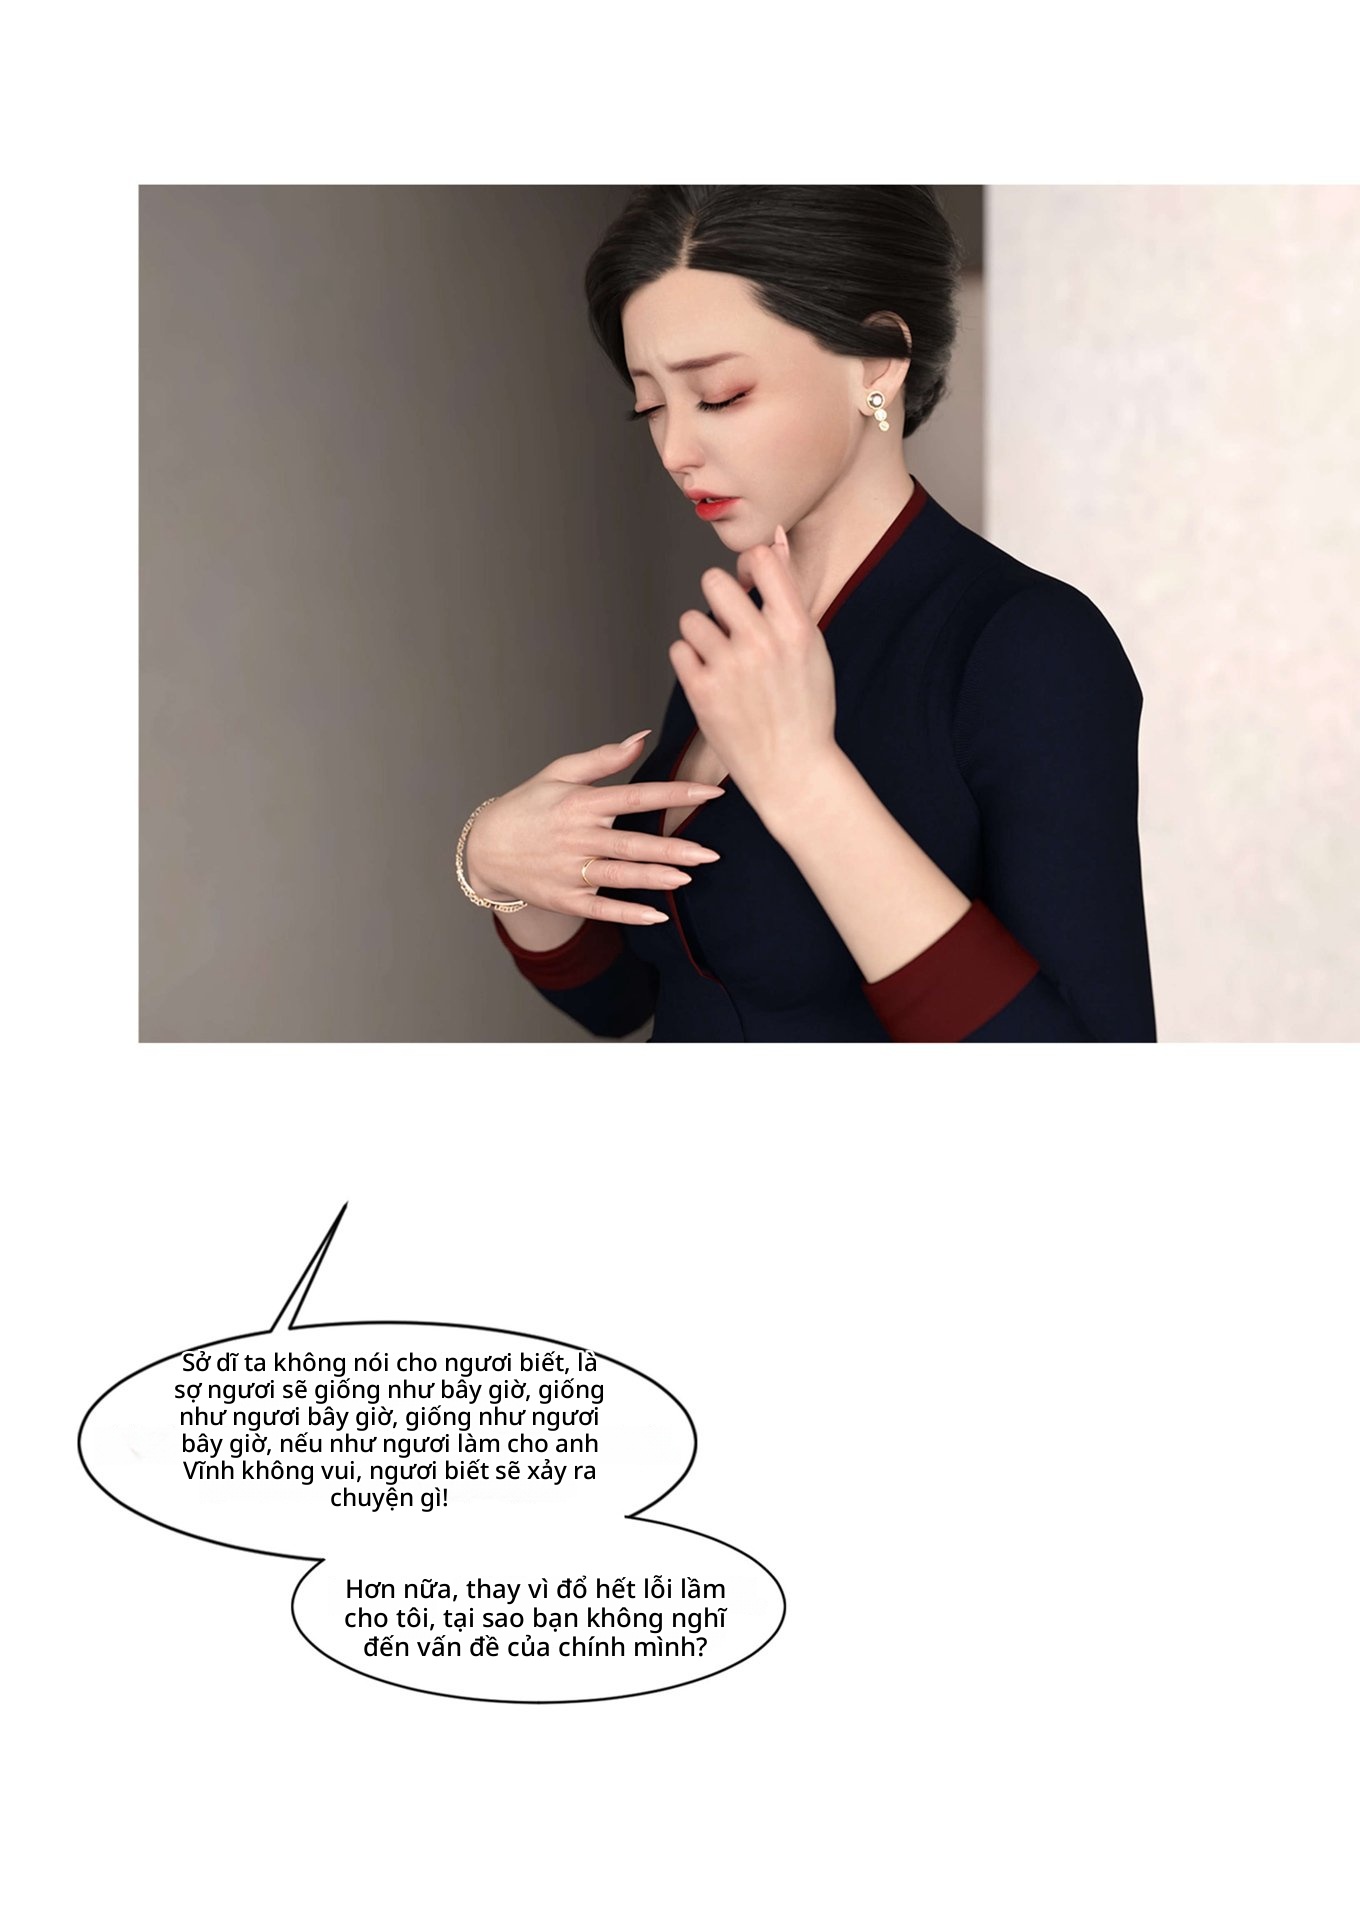 Sở dĩ ta không nói cho ngươi biết, là
sợ ngươi sẽ giống như bây giờ, giống
như ngươi bây giờ, giống như ngươi
bây giờ, nếu như ngươi làm cho anh
Vĩnh không vui, ngươi biết sẽ xảy ra
chuyện gì!
Hơn nữa, thay vì đổ hết lỗi lầm
cho tôi, tại sao bạn không nghĩ
đến vấn đề của chính mình?